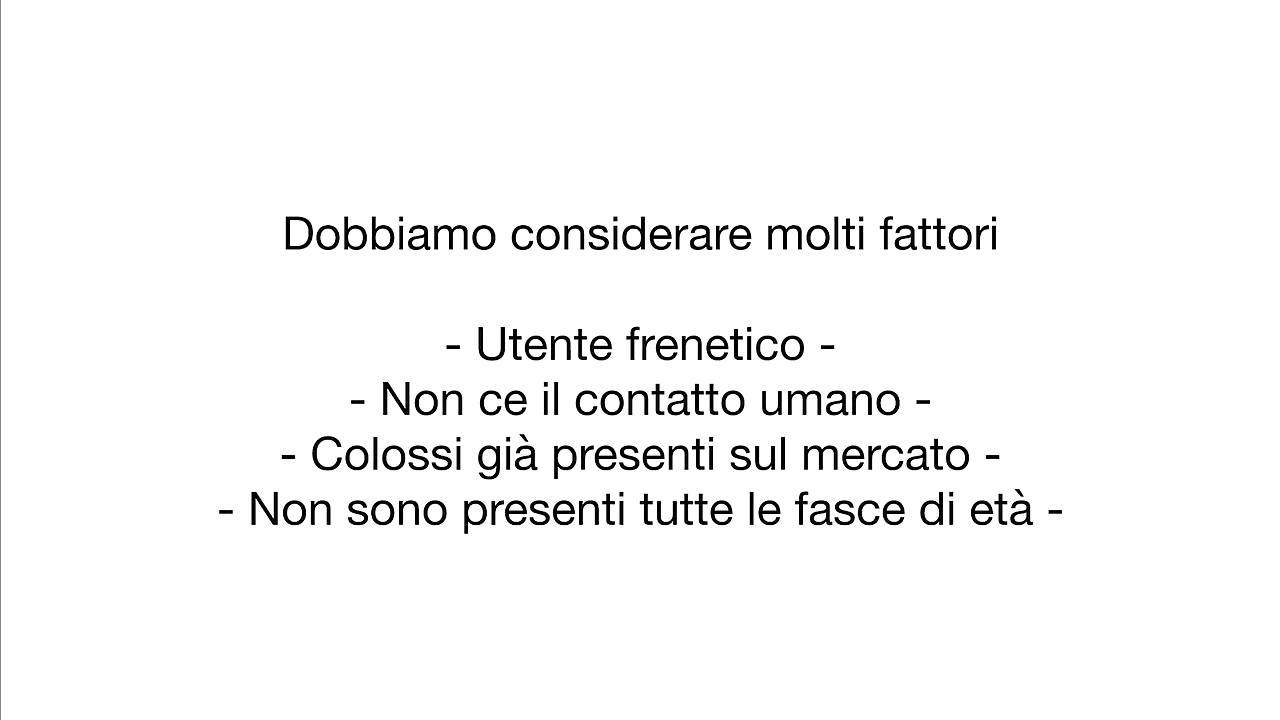 Dobbiamo considerare molti fattori
- Utente frenetico -
- Non ce il contatto umano -
- Colossi già presenti sul mercato -
- Non sono presenti tutte le fasce di età -